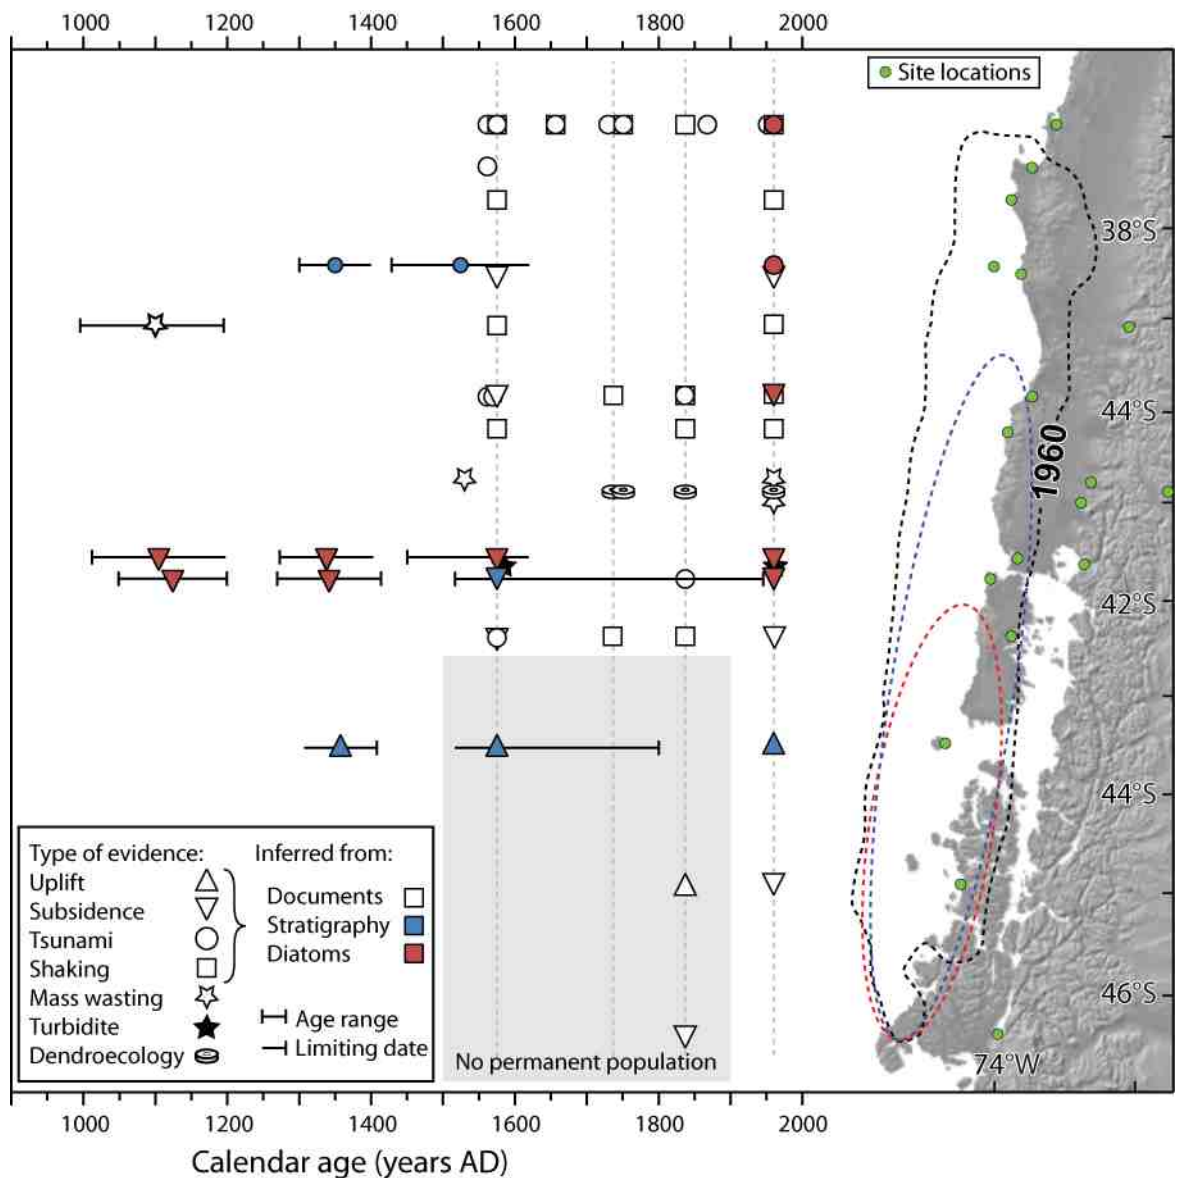 1000 1200 1400 1600 1800 2000
Site locations
38°S
44°S
1960
42°S
44°S
46°S
74°W
Type of evidence:
Uplift
Subsidence
Tsunami
Shaking
Mass wasting
Turbidite
Dendroecology
Inferred from:
Documents
Stratigraphy
Diatoms
Age range
Limiting date
No permanent population
1000 1200 1400 1600 1800 2000
Calendar age (years AD)